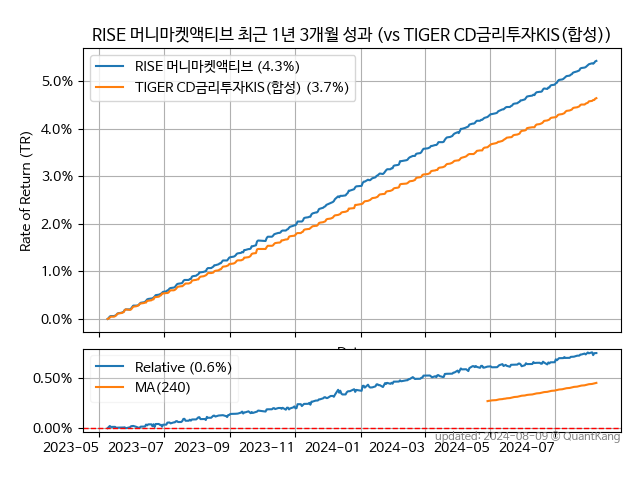 RISE 머니마켓액티브 최근 1년 3개월 성과 (vs TIGER CD금리투자KIS(합성))
RISE 머니마켓액티브 (4.3%)
TIGER CD금리투자KIS(합성) (3.7%)
Rate of Return (TR)
5.0%
4.0%
3.0%
2.0%
1.0%
0.0%
Relative (0.6%)
MA(240)
0.50%
0.00%
2023-05 2023-07 2023-09 2023-11 2024-01 2024-03 2024-05 2024-07
updated: 2024-08-09 © QuantKang